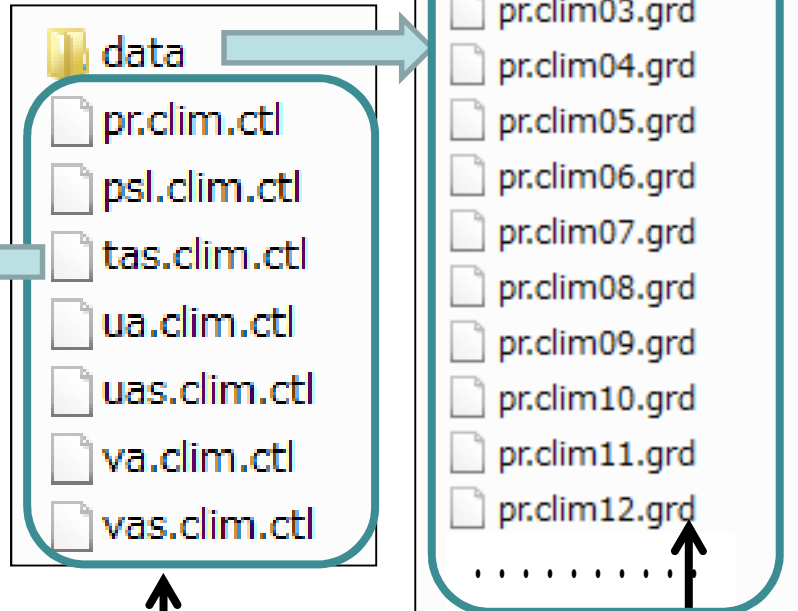 data
pr.clim.ctl
psl.clim.ctl
tas.clim.ctl
ua.clim.ctl
uas.clim.ctl
va.clim.ctl
vas.clim.ctl
pr.clim03.grd
pr.clim04.grd
pr.clim05.grd
pr.clim06.grd
pr.clim07.grd
pr.clim08.grd
pr.clim09.grd
pr.clim10.grd
pr.clim11.grd
pr.clim12.grd
. . . . . . . . . .